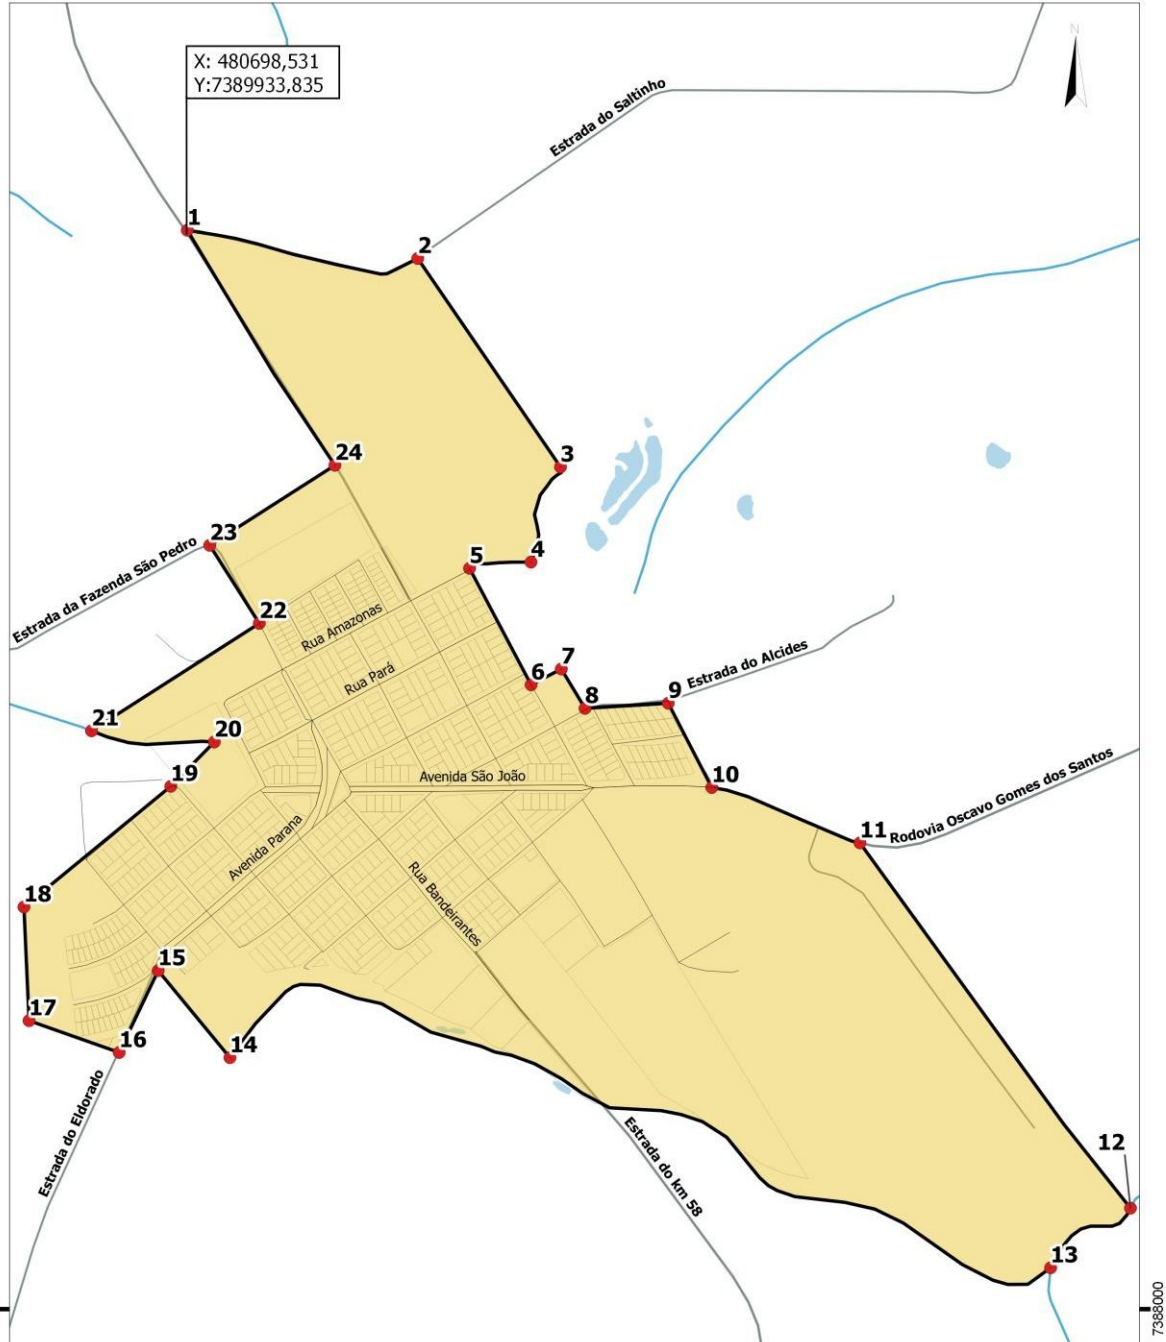 N
X: 480698,531
Y:7389933,835
Estrada do Saltinho
1
2
3
24
4
5
23
Estrada da Fazenda São Pedro
22
Rua Amazonas
Rua Pará
6
7
8
9
Estrada do Alcides
21
20
19
10
Avenida São João
11
Rodovia Oscavo Gomes dos Santos
Avenida Parana
Rua Bandeirantes
18
15
17
16
14
Estrada do Eldorado
Estrada do km 58
12
13
7388000